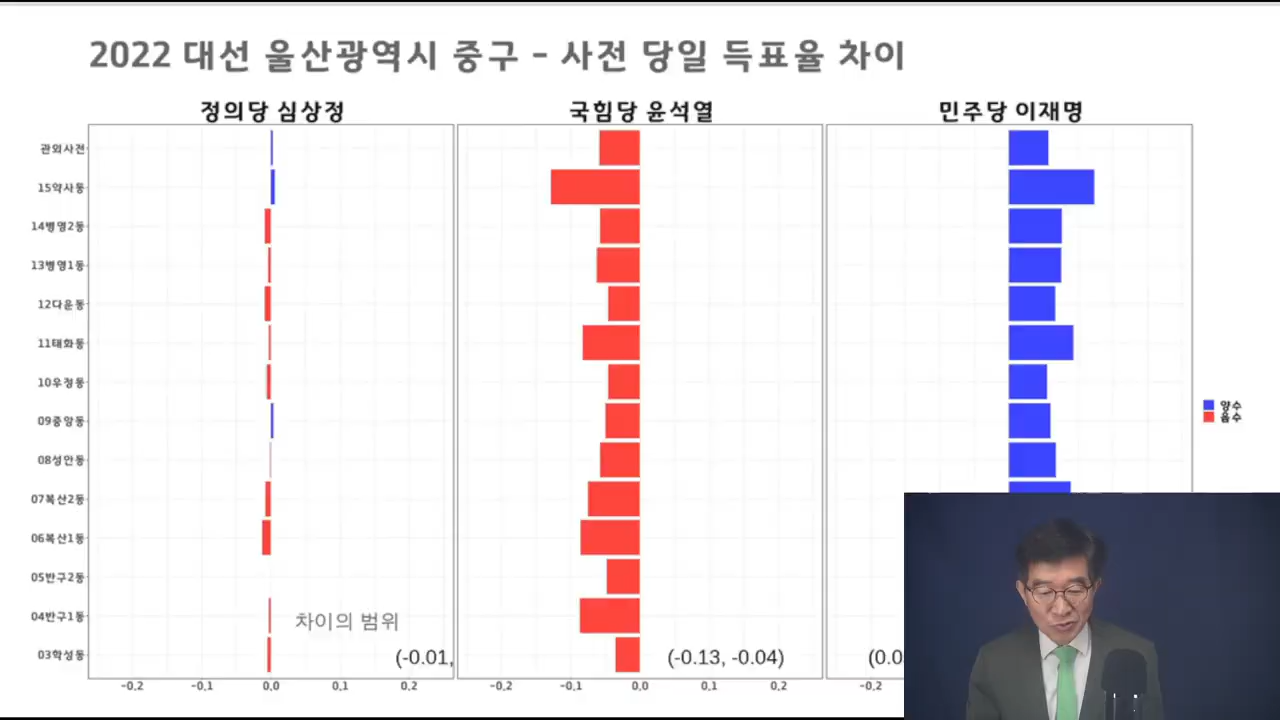 2022 대선 울산광역시 중구 - 사전 당일 득표율 차이
정의당 심상정
국힘당 윤석열
민주당 이재명
관외사전
15약사동
14병영2동
13병영1동
12다운동
11태화동
10우정동
09중앙동
08성안동
07복산2동
06복산1동
05반구2동
04반구1동
03학성동
양수
음수
차이의 범위
(-0.01,
(-0.13, -0.04)
(0.0
-0,2 -0,1 0,0 0,1 0,2
-0,2 -0,1 0,0 0,1 0,2
-0,2